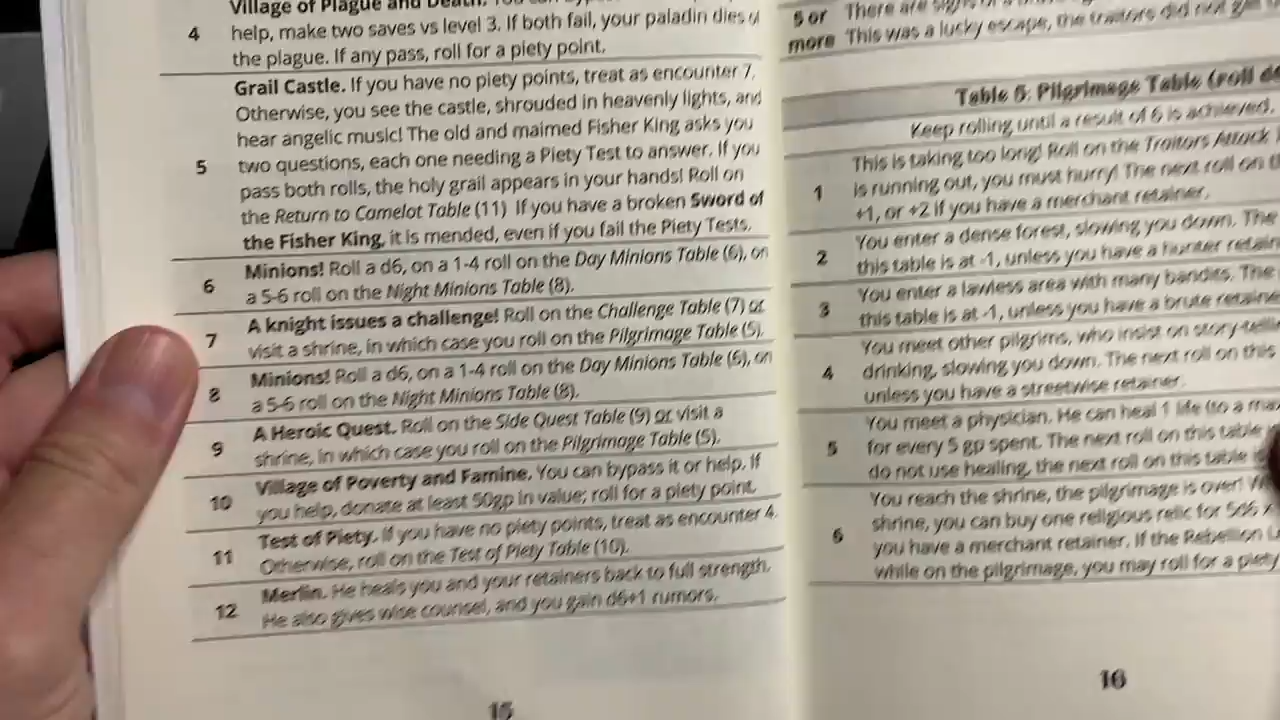 Village of Plague and Death. You can
4 help, make two saves vs level 3. If both fail, your paladin dies of
the plague. If any pass, roll for a piety point.
Grail Castle. If you have no piety points, treat as encounter 7.
Otherwise, you see the castle, shrouded in heavenly lights, and
hear angelic music! The old and maimed Fisher King asks you
5 two questions, each one needing a Piety Test to answer. If you
pass both rolls, the holy grail appears in your hands! Roll on
the Return to Camelot Table (11) If you have a broken Sword of
the Fisher King, it is mended, even if you fail the Piety Tests.
6 Minions! Roll a d6, on a 1-4 roll on the Day Minions Table (6), on
a 5-6 roll on the Night Minions Table (8).
7 A knight issues a challenge! Roll on the Challenge Table (7) or
visit a shrine, in which case you roll on the Pilgrimage Table (5).
8 Minions! Roll a d6, on a 1-4 roll on the Day Minions Table (6), on
a 5-6 roll on the Night Minions Table (8).
9 A Heroic Quest. Roll on the Side Quest Table (9) or visit a
shrine, in which case you roll on the Pilgrimage Table (5).
10 Village of Poverty and Famine. You can bypass it or help. If
you help, donate at least 50gp in value; roll for a piety point.
11 Test of Piety. If you have no piety points, treat as encounter 4.
Otherwise, roll on the Test of Piety Table (10).
12 Merlin. He heals you and your retainers back to full strength.
He also gives wise counsel, and you gain d6+1 rumors.
15
5 or There are signs of a
more This was a lucky escape, the traitors did not
Table 5: Pilgrimage Table (roll
Keep rolling until a result of 6 is achieved.
This is taking too long! Roll on the Traitors Attack
1 is running out, you must hurry! The next roll on
+1, or +2 if you have a merchant retainer.
2 You enter a dense forest, slowing you down. The
this table is at -1, unless you have a hunter
3 You enter a lawless area with many bandits. The
this table is at -1, unless you have a brute
You meet other pilgrims, who insist on
4 drinking, slowing you down. The next roll on this
unless you have a streetwise retainer.
You meet a physician. He can heal 1 life (to a
5 for every 5 gp spent. The next roll on this table
do not use healing, the next roll on this table
You reach the shrine, the pilgrimage is over!
6 shrine, you can buy one religious relic for 5d6
you have a merchant retainer. If the Rebellion
while on the pilgrimage, you may roll for a piety
16